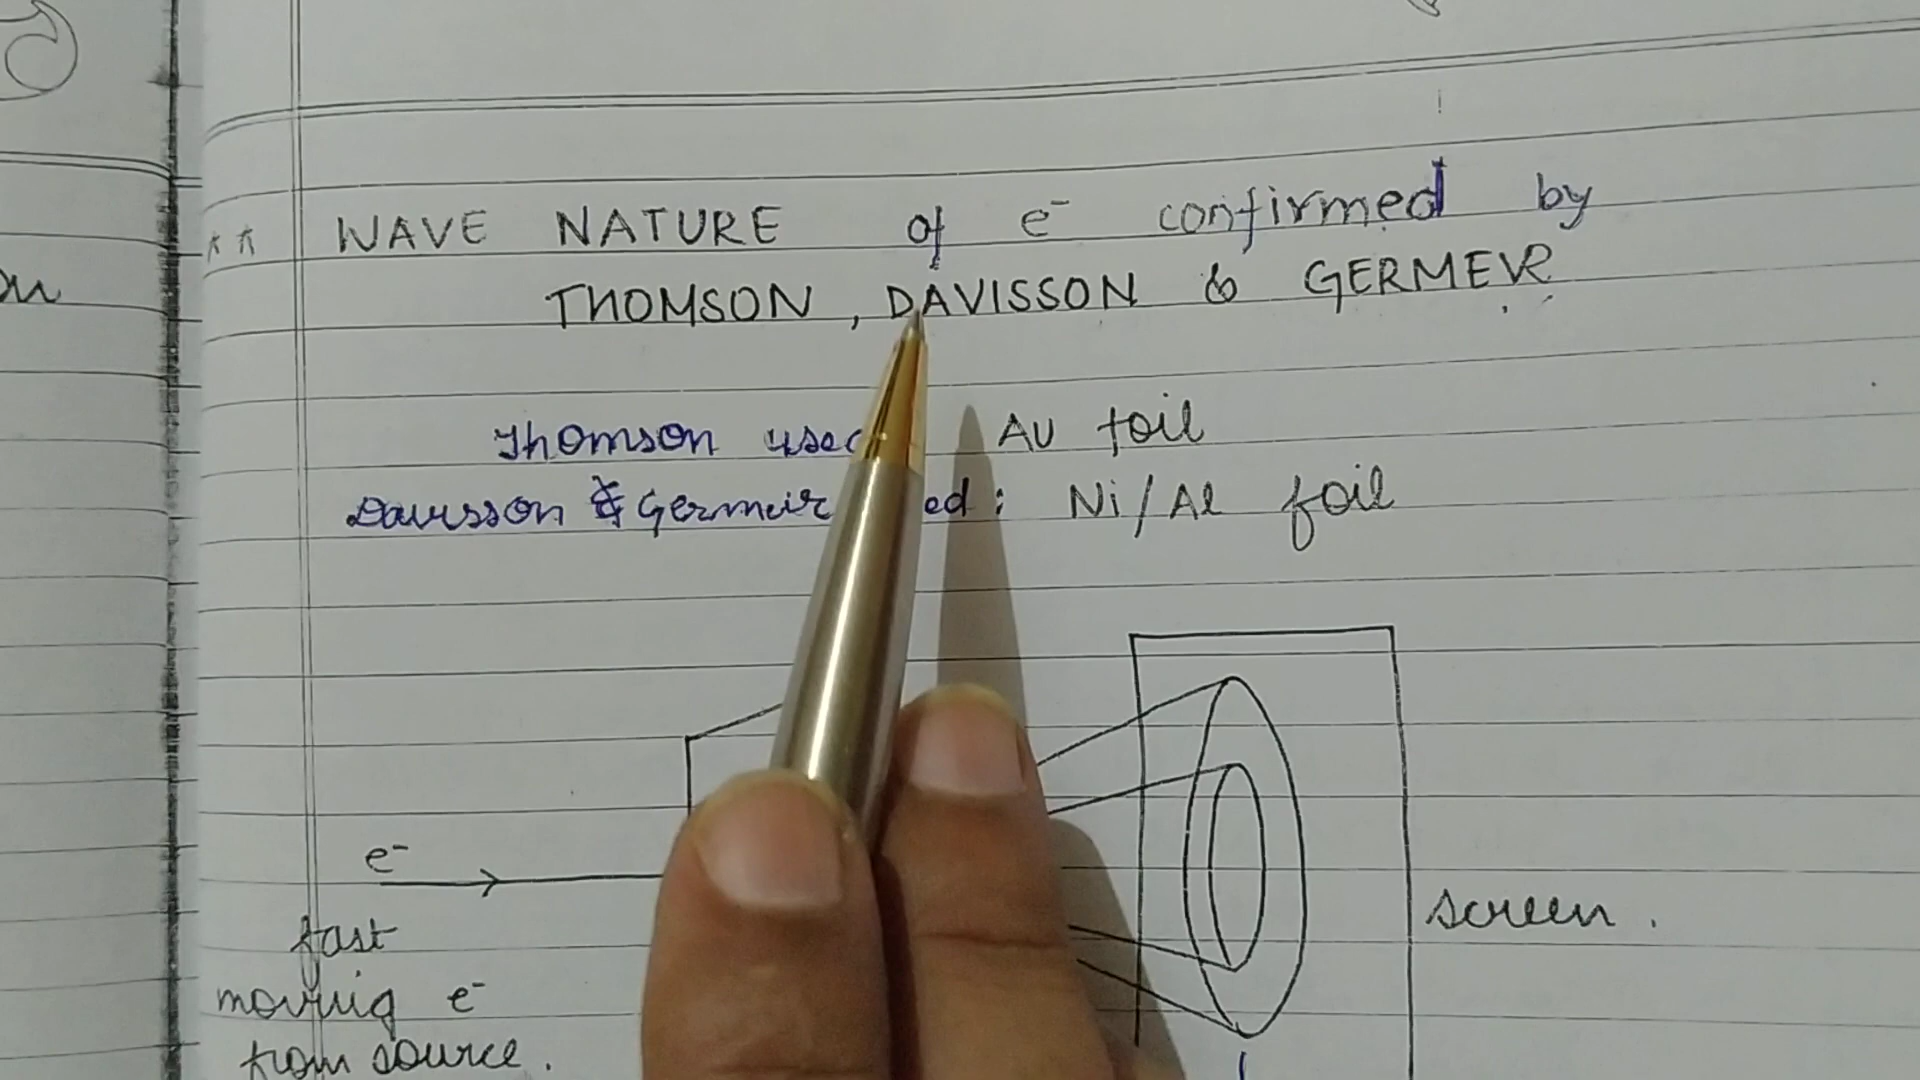 ** WAVE NATURE of e⁻ confirmed by
THOMSON, DAVISSON & GERMER
Thomson used Au foil
Davisson & Germeir ed: Ni/Al foil
e⁻
fast
moving e⁻
from source.
screen.